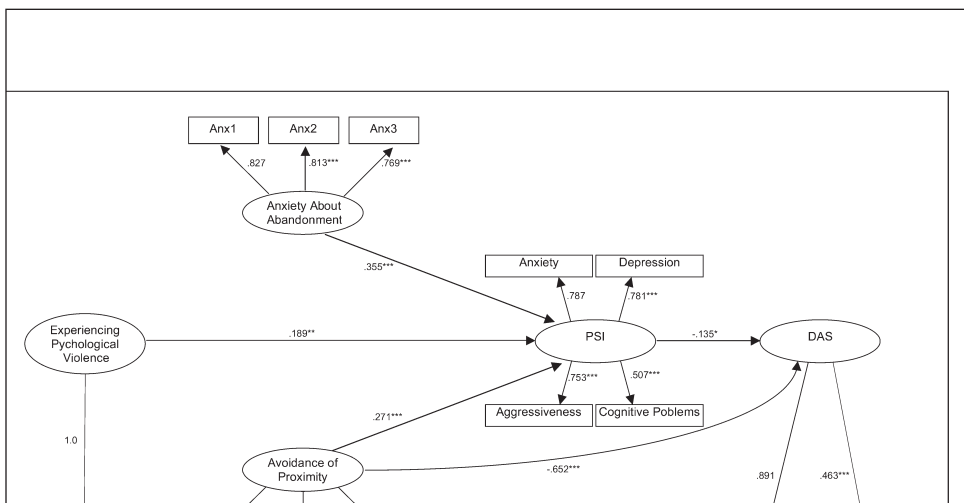 Anx1
Anx2
Anx3
.827
.813***
.769***
Anxiety About
Abandonment
.355***
Anxiety
Depression
.787
.781***
Experiencing
Pychological
Violence
.189**
PSI
-.135*
DAS
.753***
.507***
Aggressiveness
Cognitive Poblems
.271***
1.0
Avoidance of
Proximity
-.652***
.891
.463***